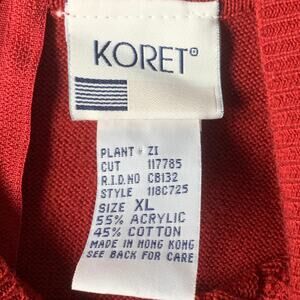 KORET®
PLANT # ZI
CUT 117785
R.I.D.NO CB132
STYLE 118C725
SIZE XL
55% ACRYLIC
45% COTTON
MADE IN HONG KONG
SEE BACK FOR CARE